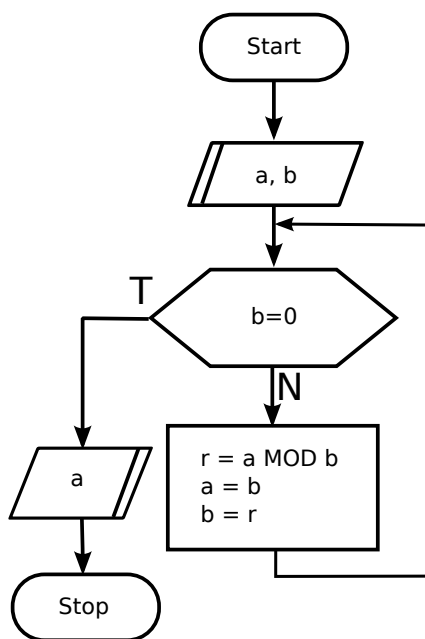 Start
a, b
b=0
T
N
r = a MOD b
a = b
b = r
a
Stop